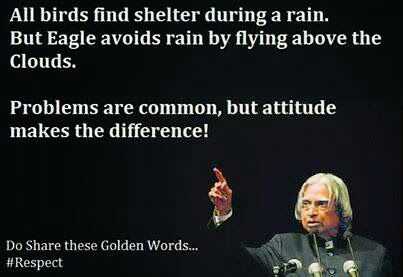 All birds find shelter during a rain.
But Eagle avoids rain by flying above the
Clouds.
Problems are common, but attitude
makes the difference!
Do Share these Golden Words...
#Respect